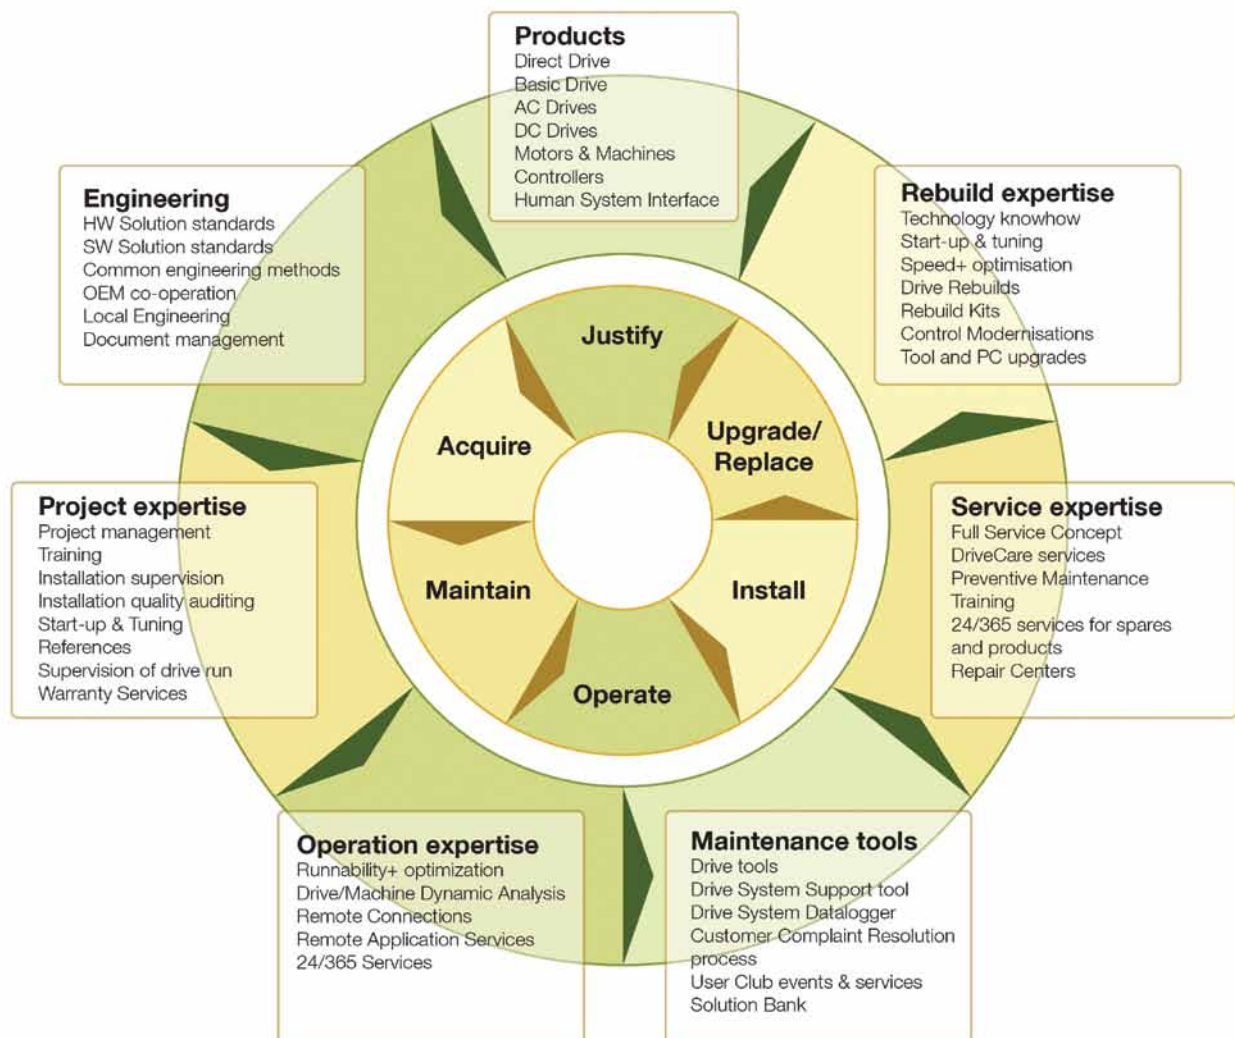 Products
Direct Drive
Basic Drive
AC Drives
DC Drives
Motors & Machines
Controllers
Human System Interface
Engineering
HW Solution standards
SW Solution standards
Common engineering methods
OEM co-operation
Local Engineering
Document management
Rebuild expertise
Technology knowhow
Start-up & tuning
Speed+ optimisation
Drive Rebuilds
Rebuild Kits
Control Modernisations
Tool and PC upgrades
Justify
Acquire
Upgrade/
Replace
Maintain
Install
Operate
Project expertise
Project management
Training
Installation supervision
Installation quality auditing
Start-up & Tuning
References
Supervision of drive run
Warranty Services
Service expertise
Full Service Concept
DriveCare services
Preventive Maintenance
Training
24/365 services for spares
and products
Repair Centers
Operation expertise
Runnability+ optimization
Drive/Machine Dynamic Analysis
Remote Connections
Remote Application Services
24/365 Services
Maintenance tools
Drive tools
Drive System Support tool
Drive System Datalogger
Customer Complaint Resolution
process
User Club events & services
Solution Bank